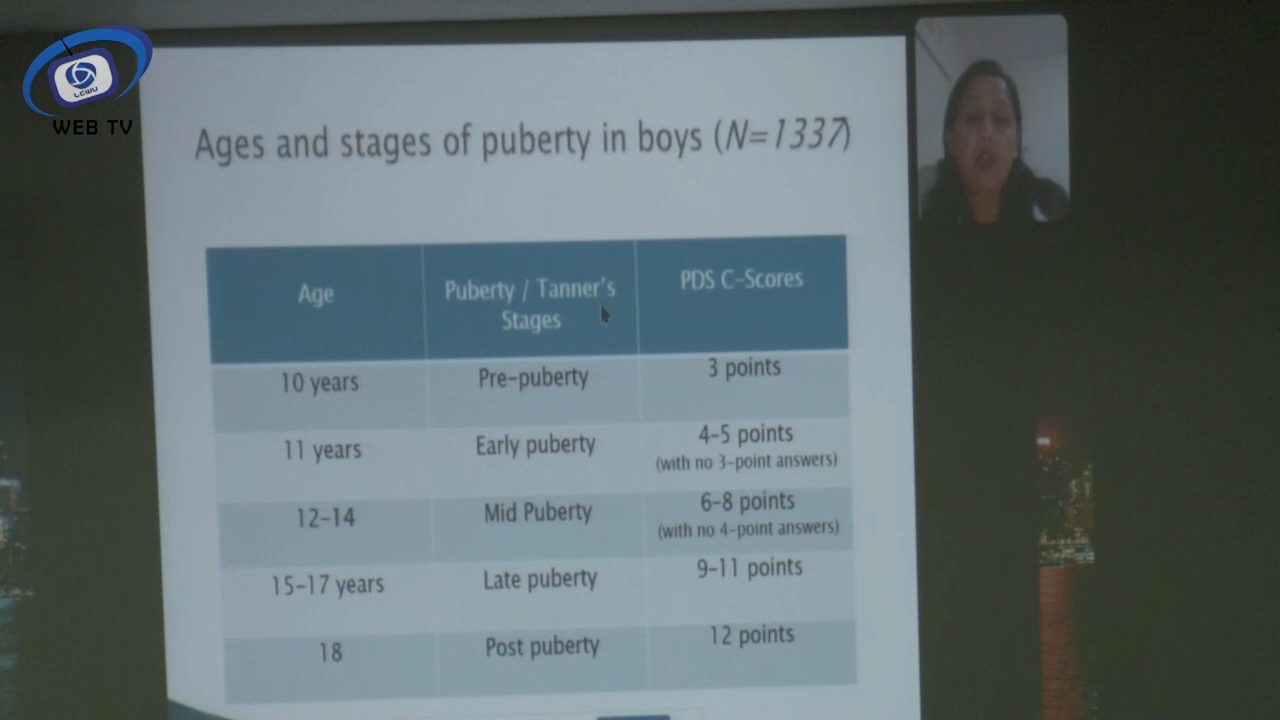 LCWU
WEB TV
Ages and stages of puberty in boys (N=1337)
Age
Puberty / Tanner's
Stages
PDS C-Scores
10 years
Pre-puberty
3 points
11 years
Early puberty
4-5 points
(with no 3-point answers)
12-14
Mid Puberty
6-8 points
(with no 4-point answers)
15-17 years
Late puberty
9-11 points
18
Post puberty
12 points